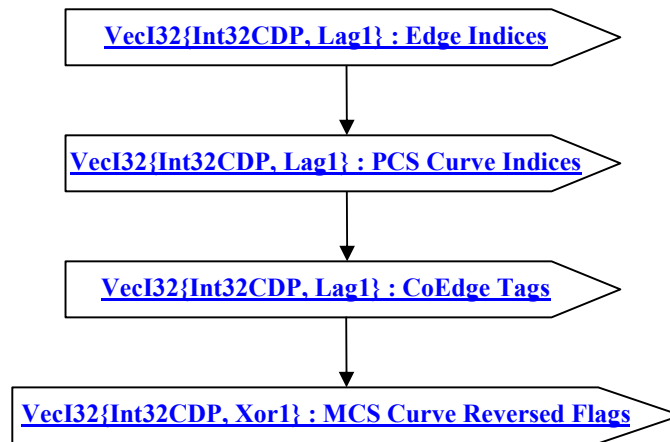 VecI32{Int32CDP, Lag1} : Edge Indices
VecI32{Int32CDP, Lag1} : PCS Curve Indices
VecI32{Int32CDP, Lag1} : CoEdge Tags
VecI32{Int32CDP, Xor1} : MCS Curve Reversed Flags